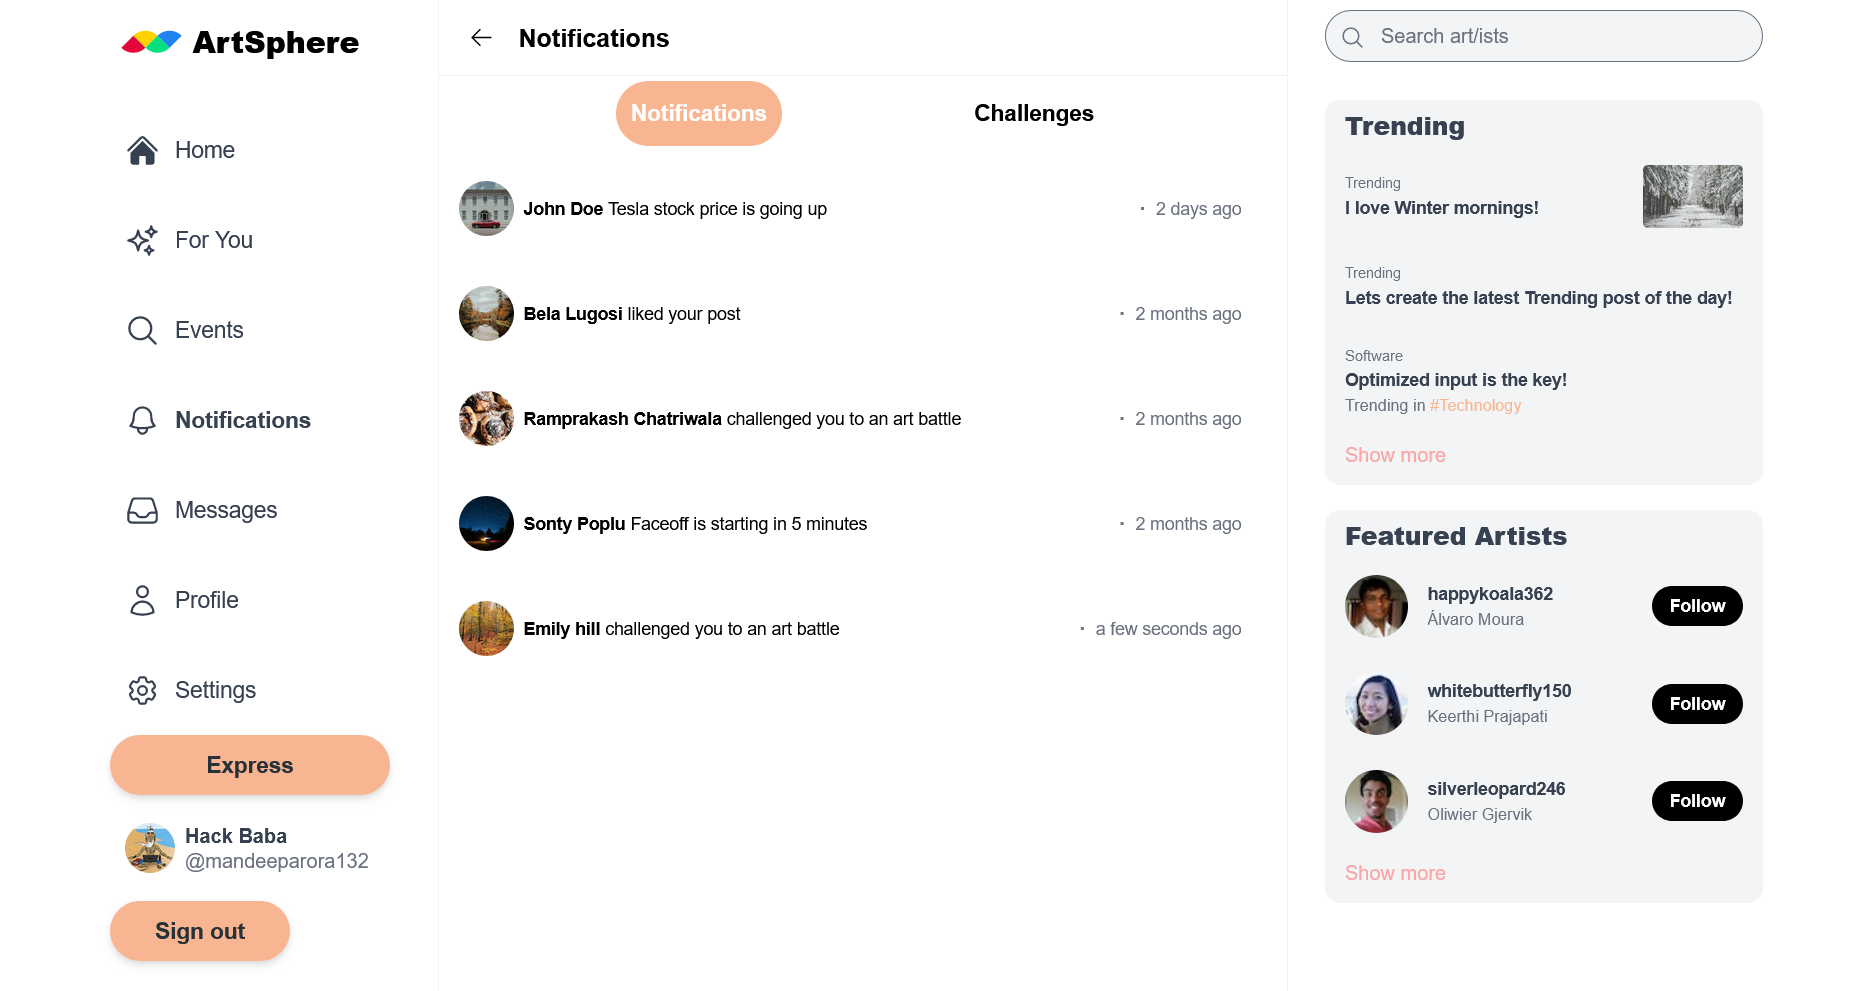 ArtSphere
Home
For You
Events
Notifications
Messages
Profile
Settings
Express
Hack Baba
@mandeeparora132
Sign out
Notifications
Notifications Challenges
John Doe Tesla stock price is going up · 2 days ago
Bela Lugosi liked your post · 2 months ago
Ramprakash Chatriwala challenged you to an art battle · 2 months ago
Sonty Poplu Faceoff is starting in 5 minutes · 2 months ago
Emily hill challenged you to an art battle · a few seconds ago
Search art/ists
Trending
Trending
I love Winter mornings!
Trending
Lets create the latest Trending post of the day!
Software
Optimized input is the key!
Trending in #Technology
Show more
Featured Artists
happykoala362
Álvaro Moura
Follow
whitebutterfly150
Keerthi Prajapati
Follow
silverleopard246
Oliwier Gjervik
Follow
Show more